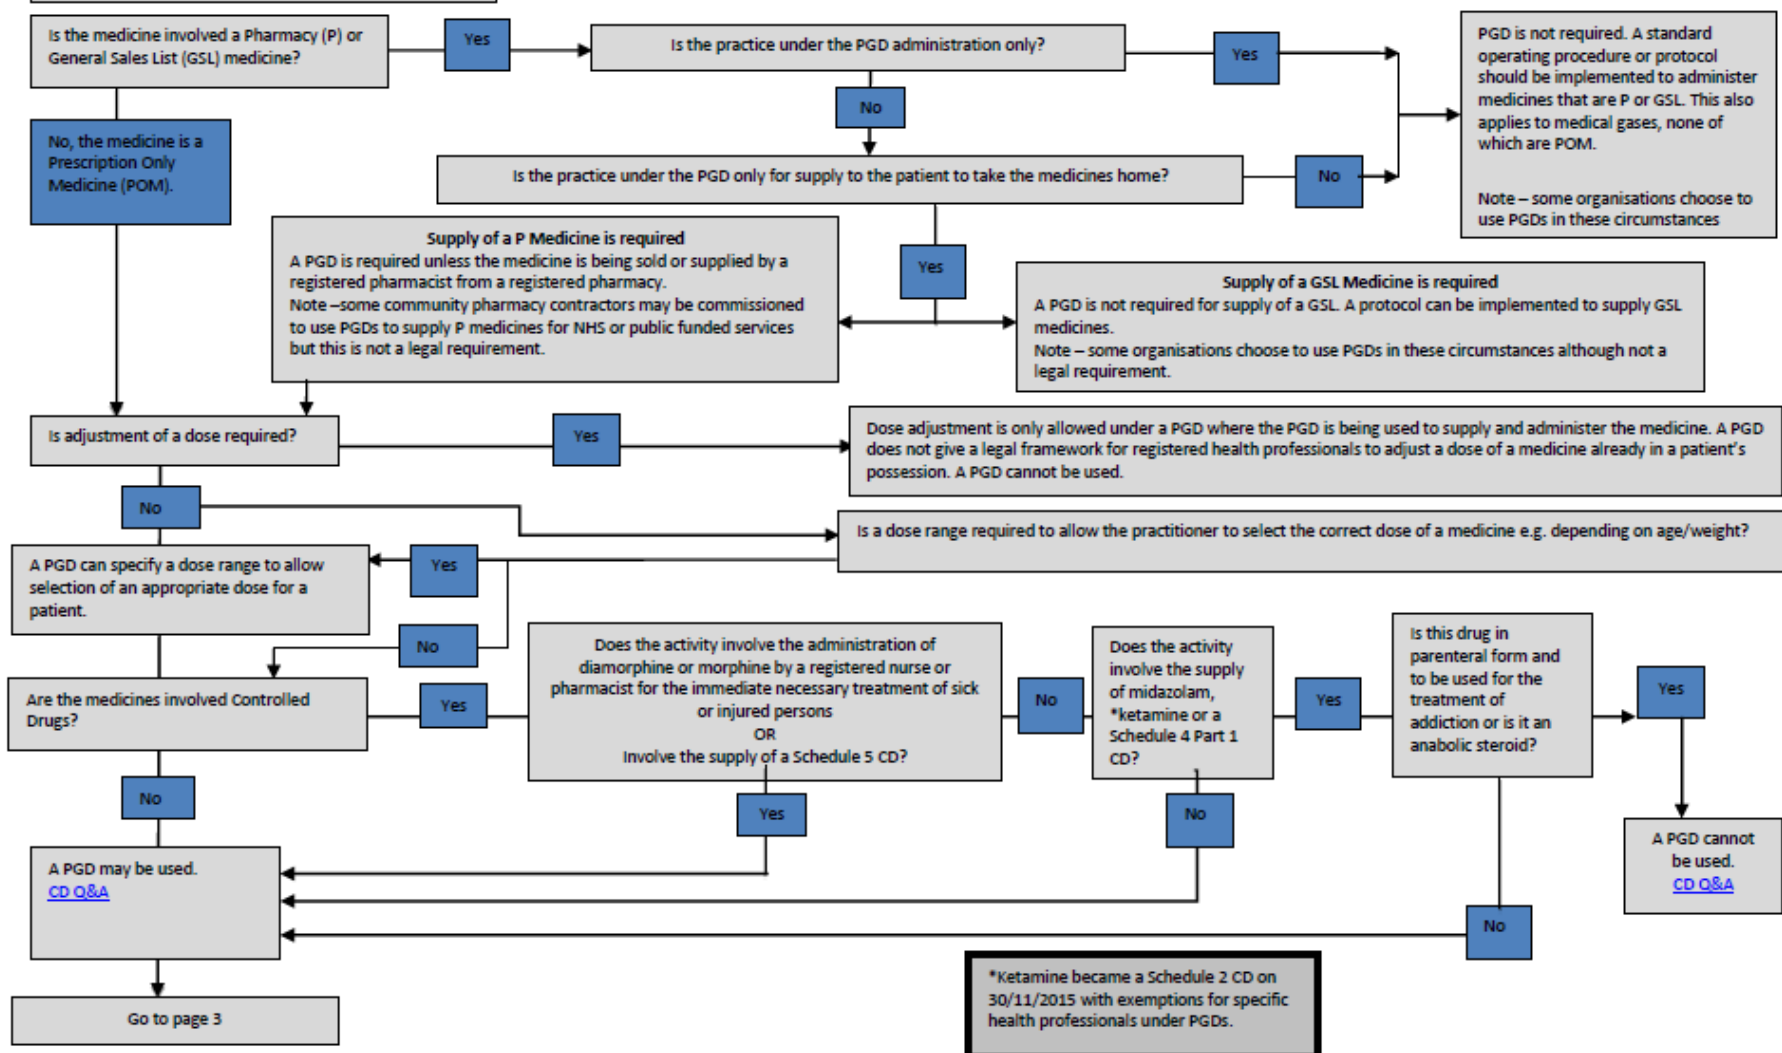 Is the medicine involved a Pharmacy (P) or
General Sales List (GSL) medicine?
Yes
Is the practice under the PGD administration only?
Yes
PGD is not required. A standard
operating procedure or protocol
should be implemented to administer
medicines that are P or GSL. This also
applies to medical gases, none of
which are POM.
Note – some organisations choose to
use PGDs in these circumstances
No
No, the medicine is a
Prescription Only
Medicine (POM).
Is the practice under the PGD only for supply to the patient to take the medicines home?
No
Supply of a P Medicine is required
A PGD is required unless the medicine is being sold or supplied by a
registered pharmacist from a registered pharmacy.
Note –some community pharmacy contractors may be commissioned
to use PGDs to supply P medicines for NHS or public funded services
but this is not a legal requirement.
Yes
Supply of a GSL Medicine is required
A PGD is not required for supply of a GSL. A protocol can be implemented to supply GSL
medicines.
Note – some organisations choose to use PGDs in these circumstances although not a
legal requirement.
Is adjustment of a dose required?
Yes
Dose adjustment is only allowed under a PGD where the PGD is being used to supply and administer the medicine. A PGD
does not give a legal framework for registered health professionals to adjust a dose of a medicine already in a patient's
possession. A PGD cannot be used.
No
Is a dose range required to allow the practitioner to select the correct dose of a medicine e.g. depending on age/weight?
A PGD can specify a dose range to allow
selection of an appropriate dose for a
patient.
Yes
No
Are the medicines involved Controlled
Drugs?
Yes
Does the activity involve the administration of
diamorphine or morphine by a registered nurse or
pharmacist for the immediate necessary treatment of sick
or injured persons
OR
Involve the supply of a Schedule 5 CD?
No
Does the activity
involve the supply
of midazolam,
*ketamine or a
Schedule 4 Part 1
CD?
Yes
Is this drug in
parenteral form and
to be used for the
treatment of
addiction or is it an
anabolic steroid?
Yes
No
Yes
No
A PGD may be used.
CD Q&A
A PGD cannot
be used.
CD Q&A
No
*Ketamine became a Schedule 2 CD on
30/11/2015 with exemptions for specific
health professionals under PGDs.
Go to page 3